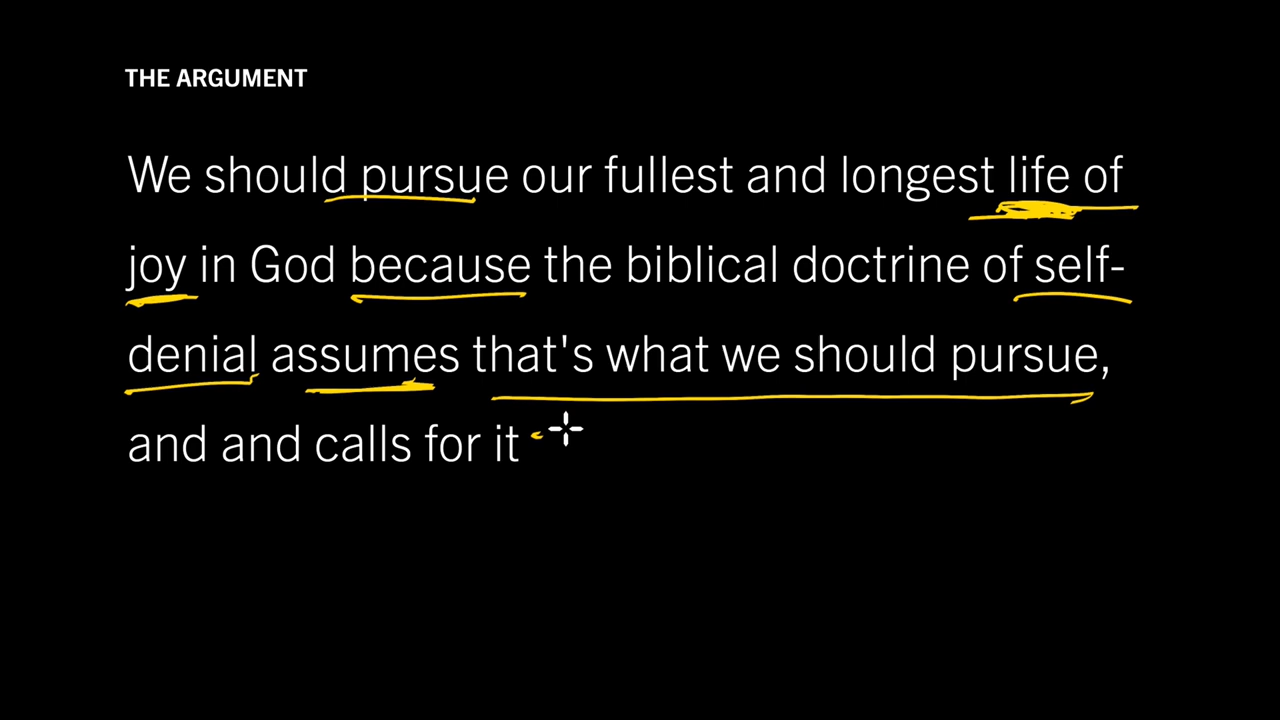 THE ARGUMENT
We should pursue our fullest and longest life of
joy in God because the biblical doctrine of self-
denial assumes that's what we should pursue,
and and calls for it